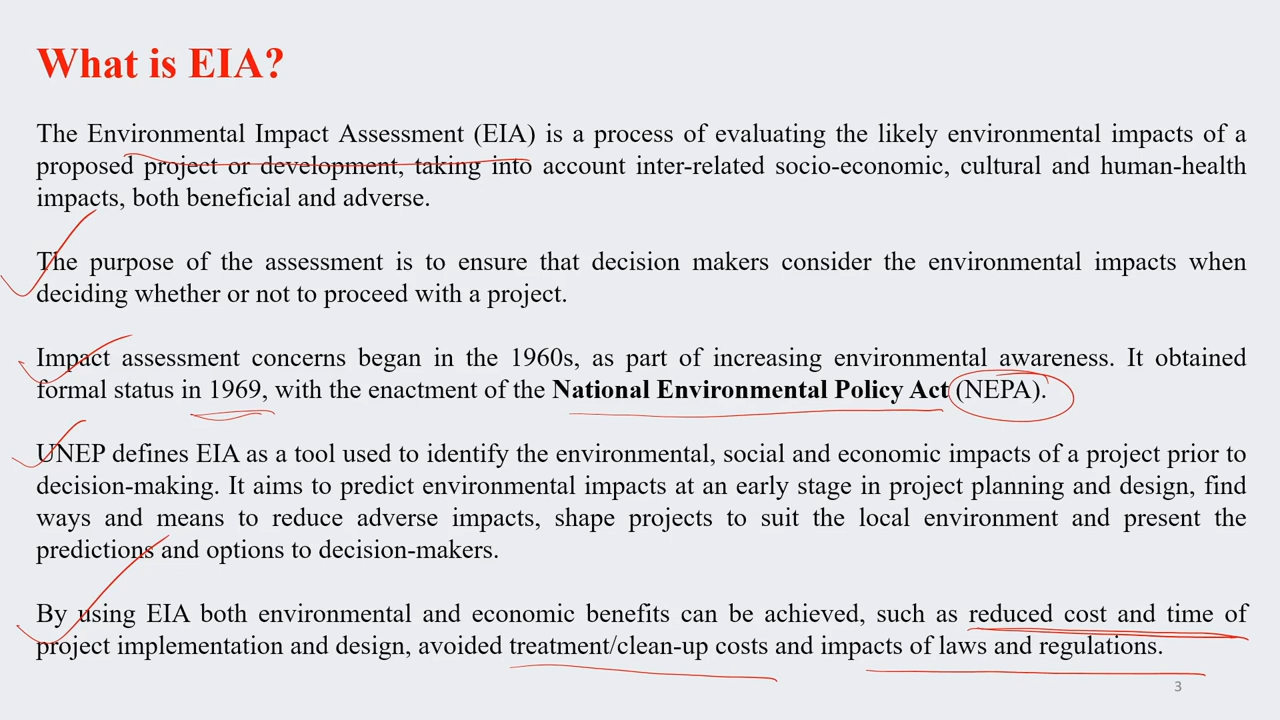 What is EIA?
The Environmental Impact Assessment (EIA) is a process of evaluating the likely environmental impacts of a
proposed project or development, taking into account inter-related socio-economic, cultural and human-health
impacts, both beneficial and adverse.
The purpose of the assessment is to ensure that decision makers consider the environmental impacts when
deciding whether or not to proceed with a project.
Impact assessment concerns began in the 1960s, as part of increasing environmental awareness. It obtained
formal status in 1969, with the enactment of the National Environmental Policy Act (NEPA).
UNEP defines EIA as a tool used to identify the environmental, social and economic impacts of a project prior to
decision-making. It aims to predict environmental impacts at an early stage in project planning and design, find
ways and means to reduce adverse impacts, shape projects to suit the local environment and present the
predictions and options to decision-makers.
By using EIA both environmental and economic benefits can be achieved, such as reduced cost and time of
project implementation and design, avoided treatment/clean-up costs and impacts of laws and regulations.
3